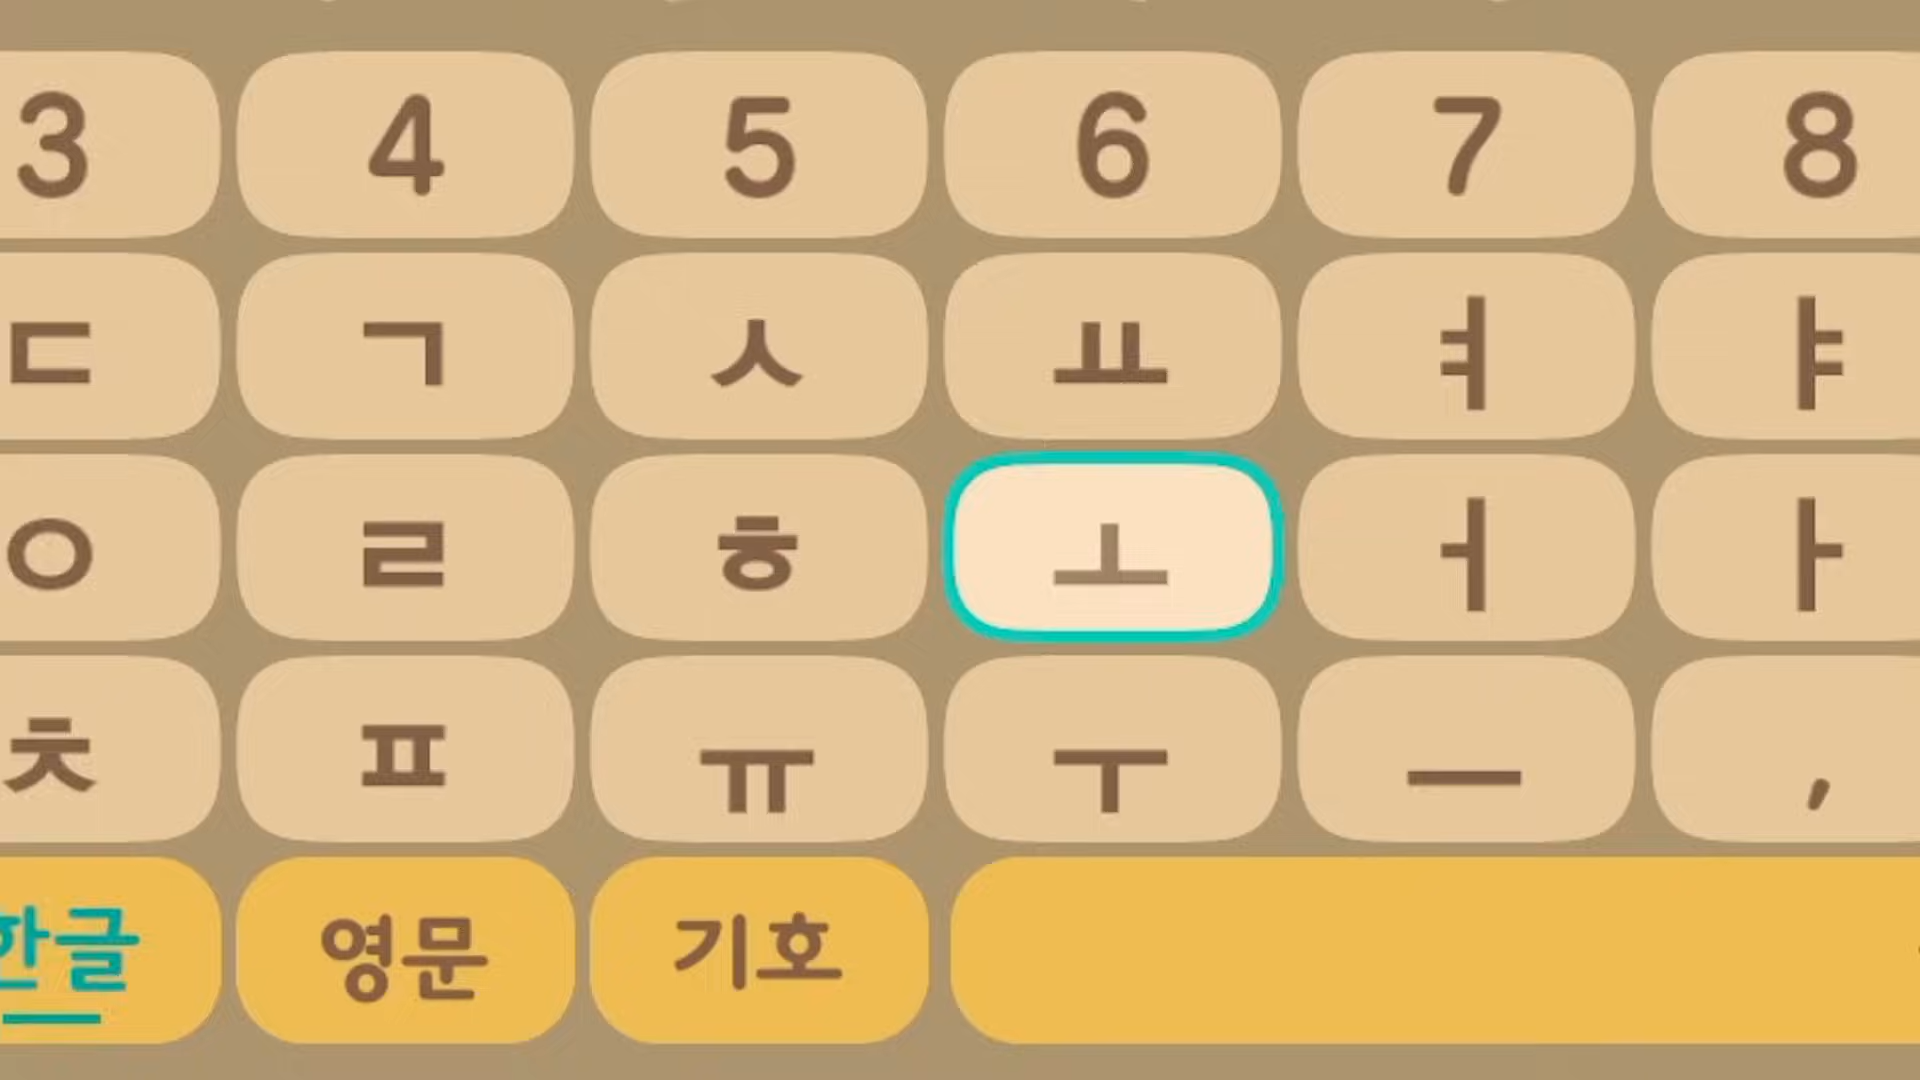 3 4 5 6 7 8
ㄷ ㄱ ㅅ ㅛ ㅕ ㅑ
ㅇ ㄹ ㅎ ㅗ ㅓ ㅏ
ㅊ ㅍ ㅠ ㅜ ㅡ ,
한글 영문 기호